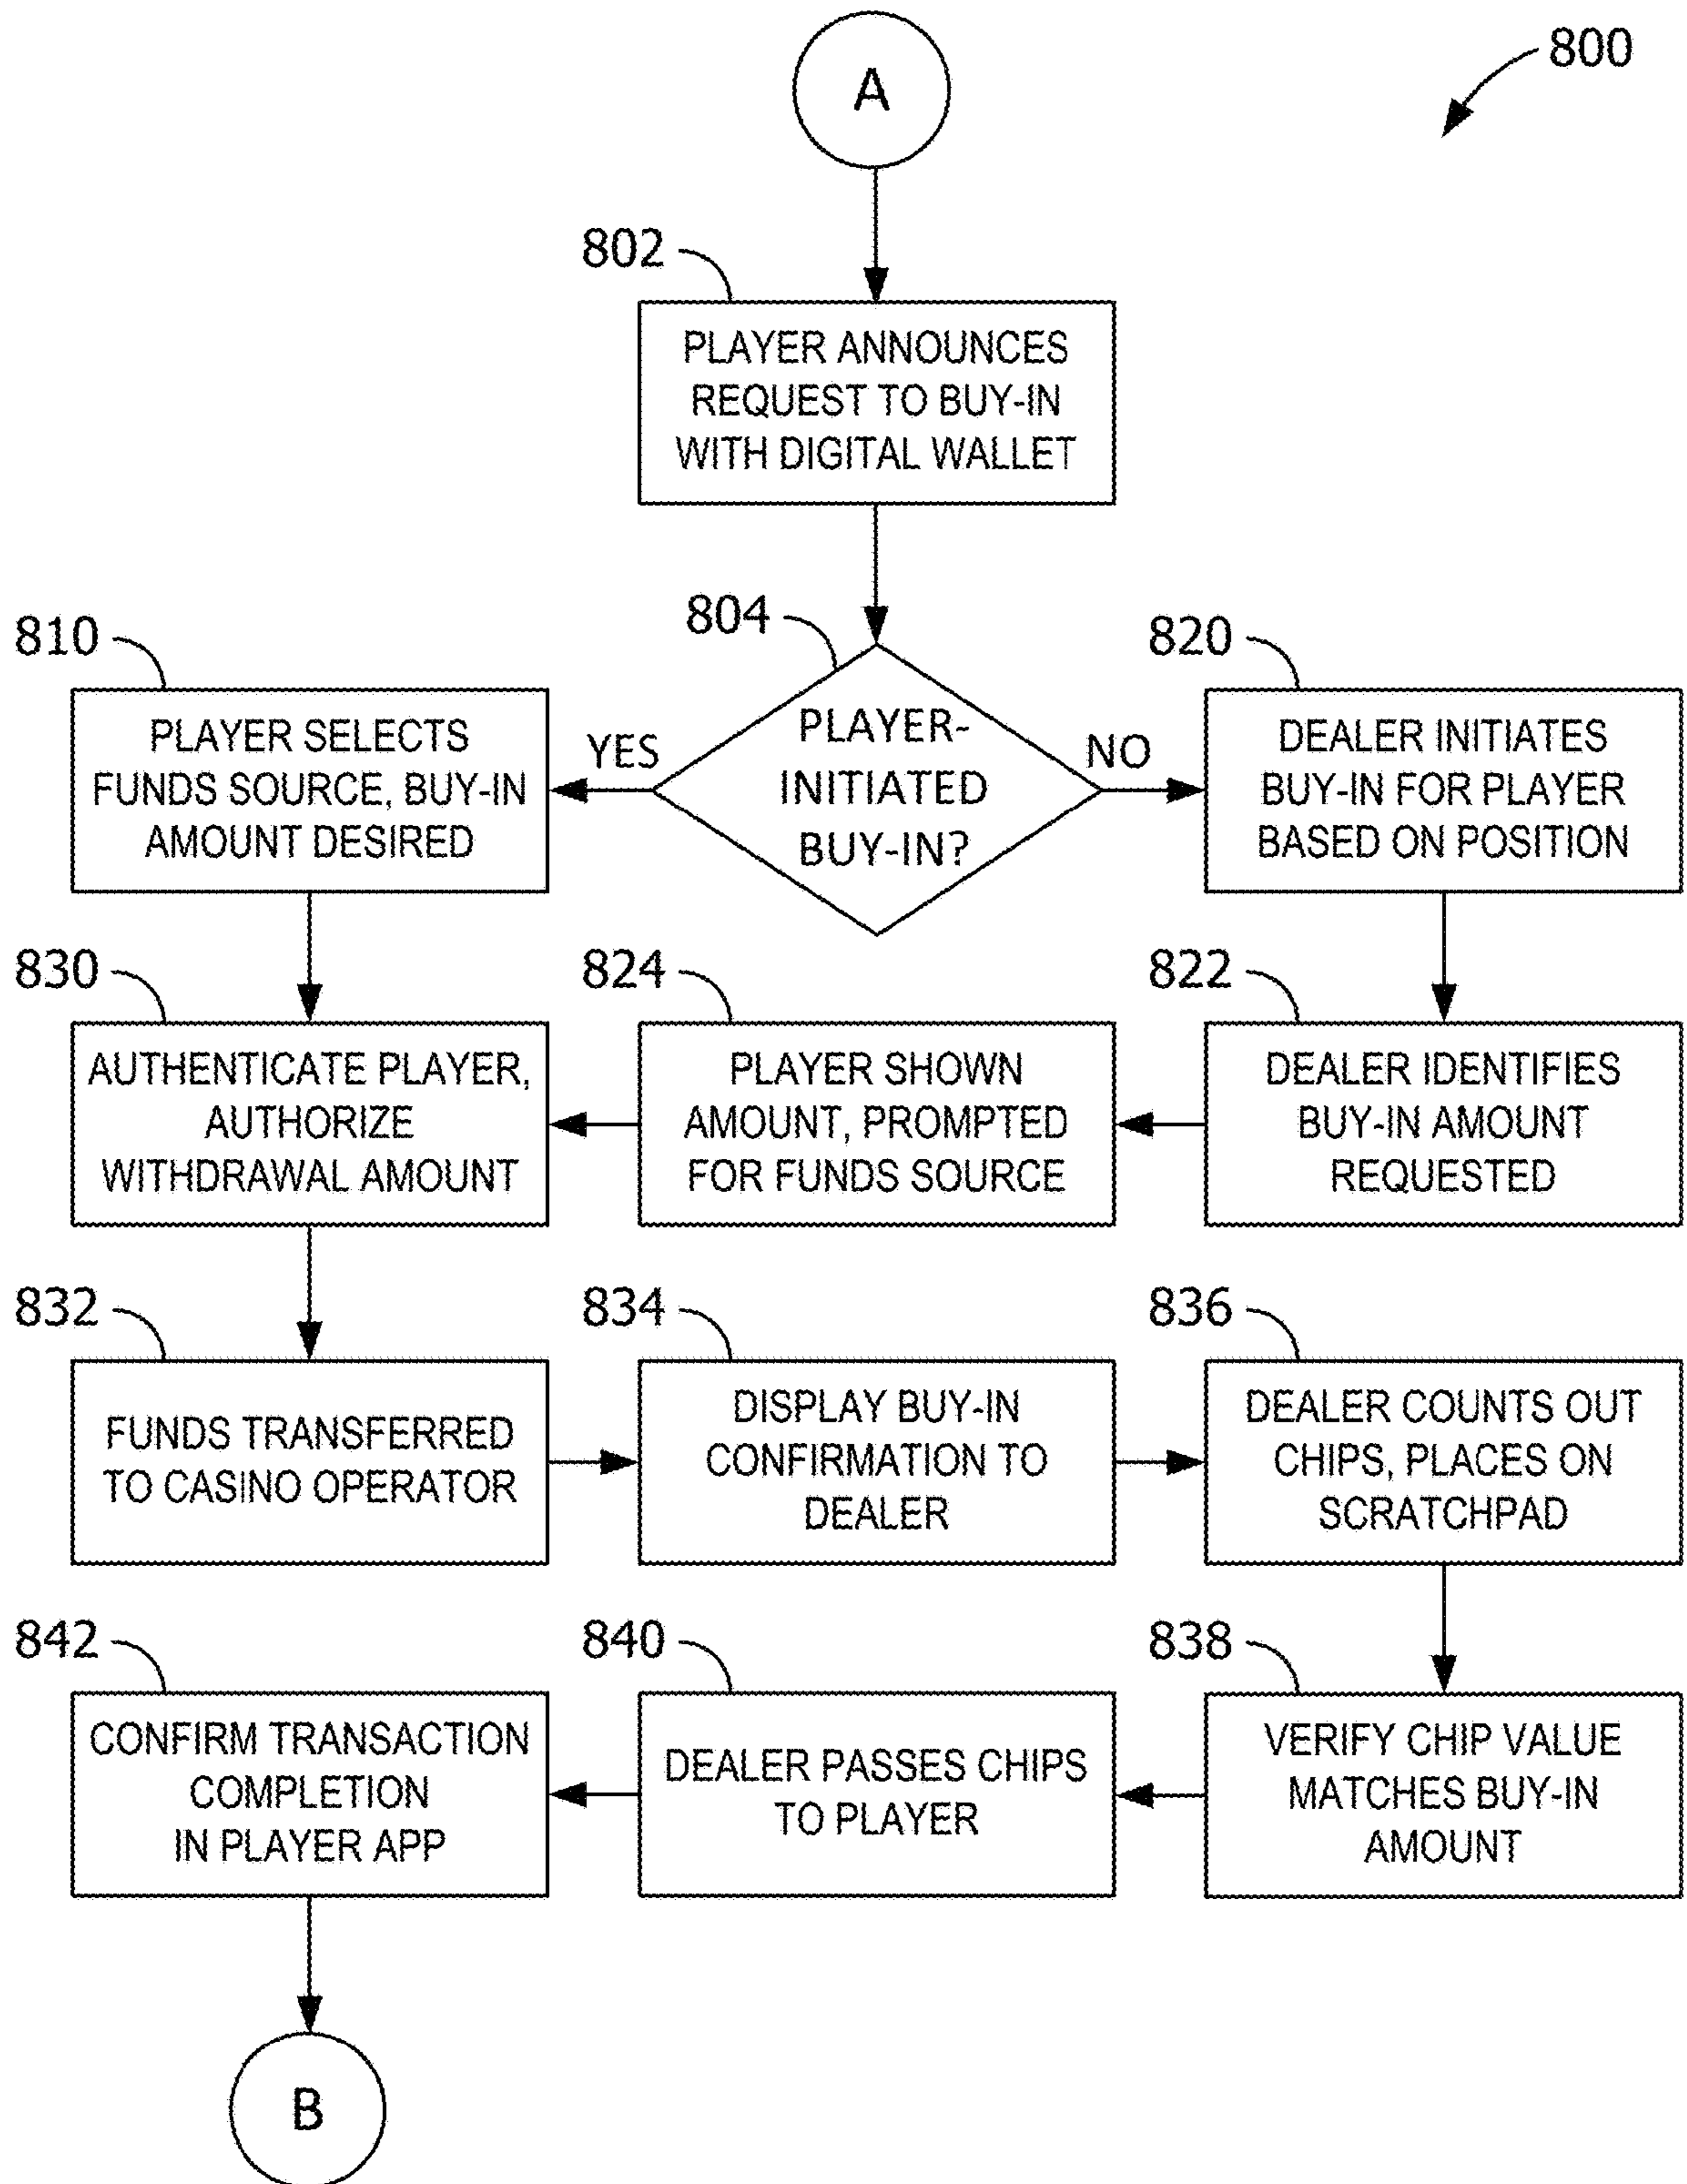 A
800
802
PLAYER ANNOUNCES
REQUEST TO BUY-IN
WITH DIGITAL WALLET
804
PLAYER-
INITIATED
BUY-IN?
YES
NO
810
PLAYER SELECTS
FUNDS SOURCE, BUY-IN
AMOUNT DESIRED
820
DEALER INITIATES
BUY-IN FOR PLAYER
BASED ON POSITION
822
DEALER IDENTIFIES
BUY-IN AMOUNT
REQUESTED
824
PLAYER SHOWN
AMOUNT, PROMPTED
FOR FUNDS SOURCE
830
AUTHENTICATE PLAYER,
AUTHORIZE
WITHDRAWAL AMOUNT
832
FUNDS TRANSFERRED
TO CASINO OPERATOR
834
DISPLAY BUY-IN
CONFIRMATION TO
DEALER
836
DEALER COUNTS OUT
CHIPS, PLACES ON
SCRATCHPAD
838
VERIFY CHIP VALUE
MATCHES BUY-IN
AMOUNT
840
DEALER PASSES CHIPS
TO PLAYER
842
CONFIRM TRANSACTION
COMPLETION
IN PLAYER APP
B